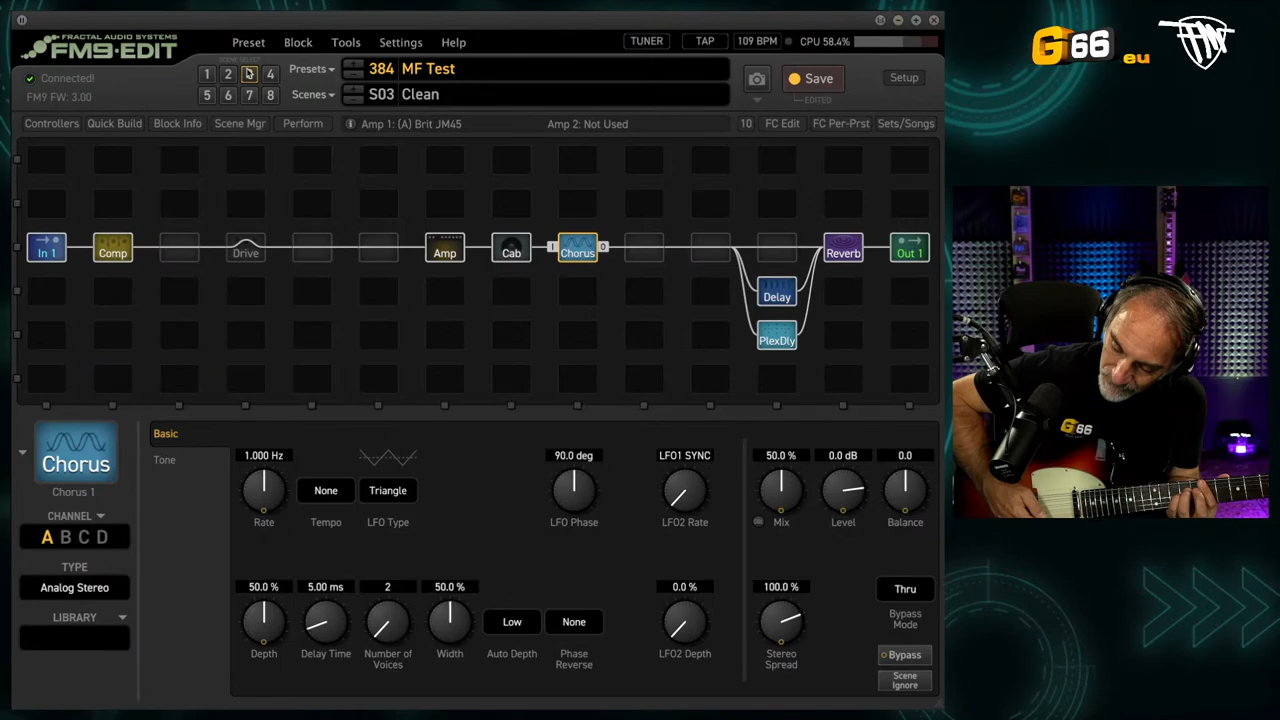 FRACTAL AUDIO SYSTEMS
FM9-EDIT
Preset Block Tools Settings Help
TUNER TAP 109 BPM CPU 58.4%
Connected!
FM9 FW: 3.00
SCENE SELECT
1 2 3 4
5 6 7 8
Presets 384 MF Test
Scenes S03 Clean
Save
EDITED
Setup
Controllers Quick Build Block Info Scene Mgr Perform Amp 1: (A) Brit JM45 Amp 2: Not Used 10 FC Edit FC Per-Prst Sets/Songs
In 1 Comp Drive Amp Cab I Chorus O Reverb Out 1
Delay
PlexDly
Chorus
Chorus 1
CHANNEL
A B C D
TYPE
Analog Stereo
LIBRARY
Basic
Tone
1.000 Hz 90.0 deg LFO1 SYNC 50.0 % 0.0 dB 0.0
None Triangle
Rate Tempo LFO Type LFO Phase LFO2 Rate Mix Level Balance
50.0 % 5.00 ms 2 50.0 % 0.0 % 100.0 %
Low None Thru
Depth Delay Time Number of Voices Width Auto Depth Phase Reverse LFO2 Depth Stereo Spread Bypass Mode
Bypass
Scene Ignore
G66 eu
G66